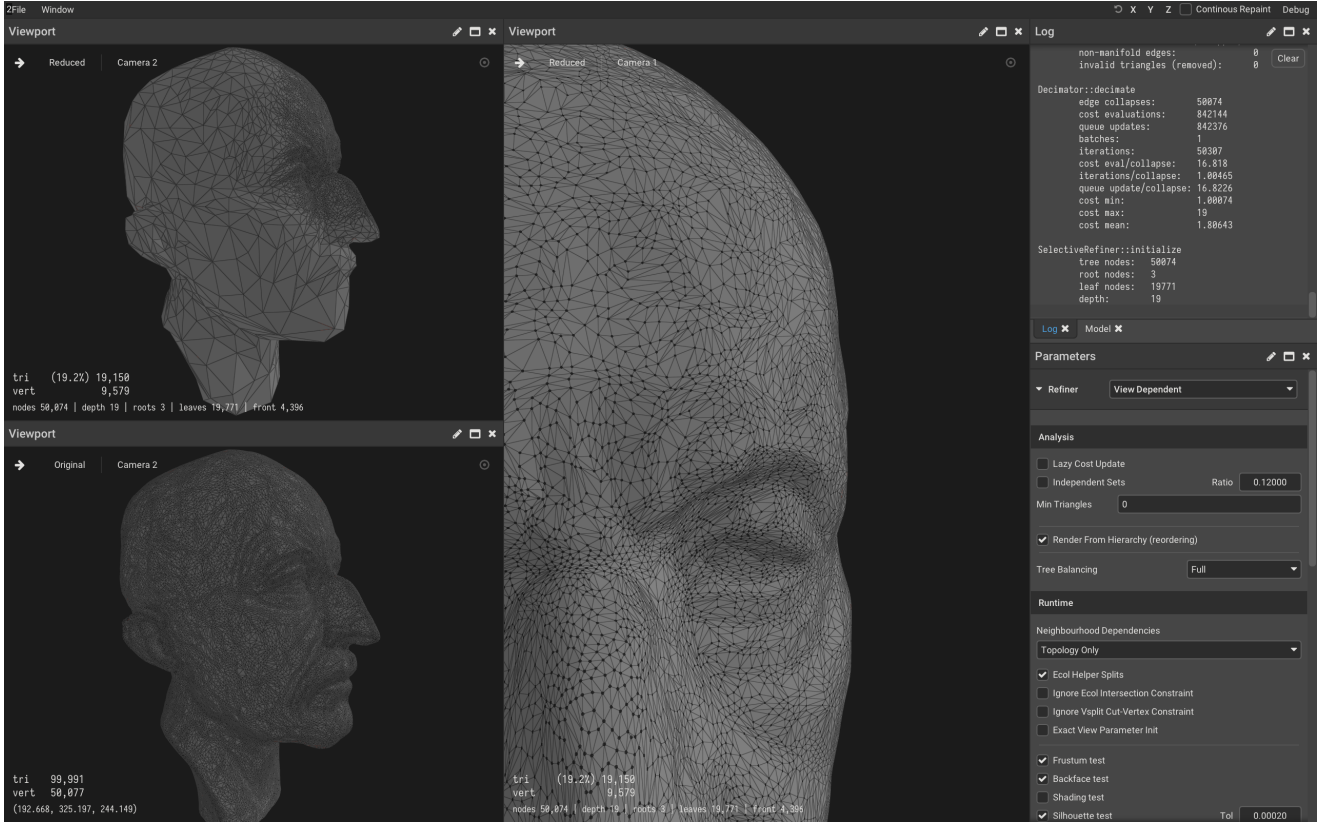 2File Window
X Y Z Continous Repaint Debug
Viewport
Reduced Camera 2
tri (19.2%) 19,150
vert 9,579
nodes 50,074 | depth 19 | roots 3 | leaves 19,771 | front 4,396
Viewport
Original Camera 2
tri 99,991
vert 50,077
(192.668, 325.197, 244.149)
Viewport
Reduced Camera 1
tri (19.2%) 19,150
vert 9,579
nodes 50,074 | depth 19 | roots 3 | leaves 19,771 | front 4,396
Log
non-manifold edges: 0
invalid triangles (removed): 0
Clear
Decimator::decimate
edge collapses: 50074
cost evaluations: 842144
queue updates: 842376
batches: 1
iterations: 50307
cost eval/collapse: 16.818
iterations/collapse: 1.00465
queue update/collapse: 16.8226
cost min: 1.00074
cost max: 19
cost mean: 1.80643
SelectiveRefiner::initialize
tree nodes: 50074
root nodes: 3
leaf nodes: 19771
depth: 19
Log Model
Parameters
Refiner View Dependent
Analysis
Lazy Cost Update
Independent Sets Ratio 0.12000
Min Triangles 0
Render From Hierarchy (reordering)
Tree Balancing Full
Runtime
Neighbourhood Dependencies
Topology Only
Ecol Helper Splits
Ignore Ecol Intersection Constraint
Ignore Vsplit Cut-Vertex Constraint
Exact View Parameter Init
Frustum test
Backface test
Shading test
Silhouette test Tol 0.00020